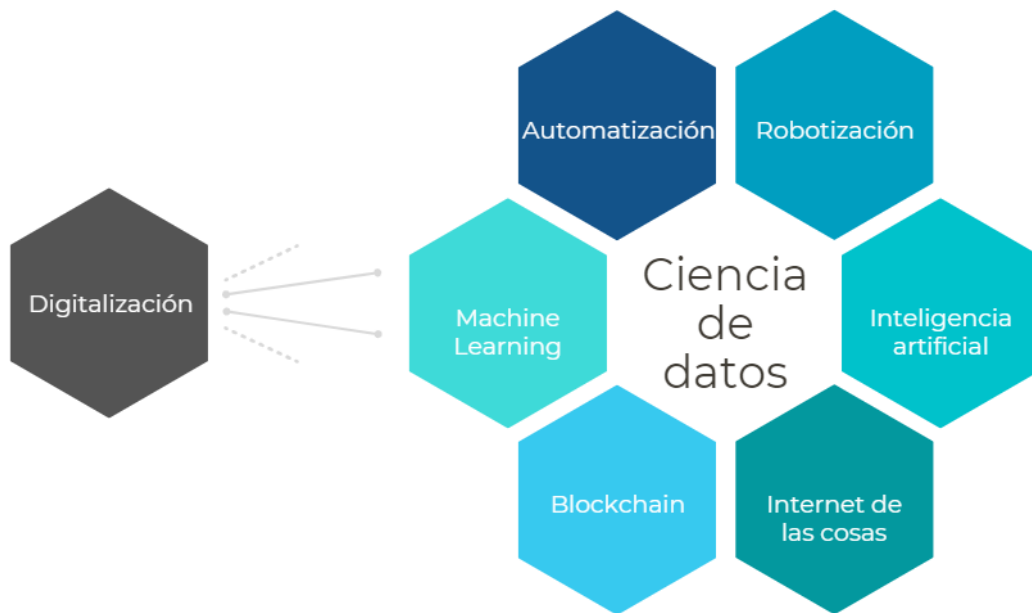 Automatización
Robotización
Digitalización
Machine
Learning
Ciencia
de
datos
Inteligencia
artificial
Blockchain
Internet de
las cosas